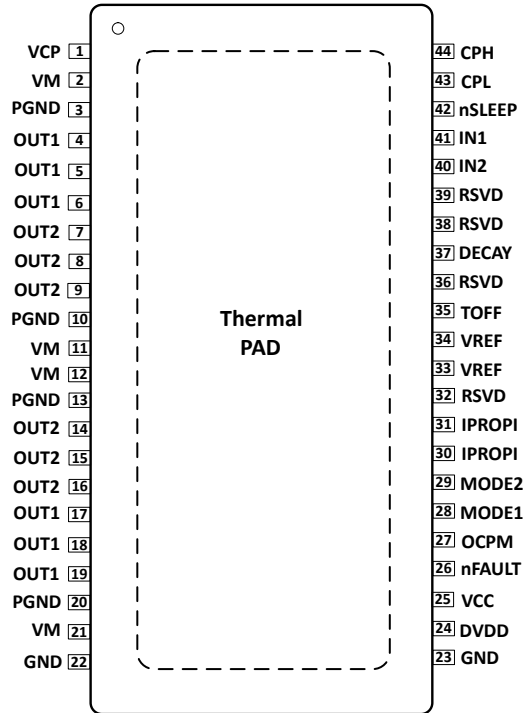 VCP 1
VM 2
PGND 3
OUT1 4
OUT1 5
OUT1 6
OUT2 7
OUT2 8
OUT2 9
PGND 10
VM 11
VM 12
PGND 13
OUT2 14
OUT2 15
OUT2 16
OUT1 17
OUT1 18
OUT1 19
PGND 20
VM 21
GND 22
Thermal
PAD
44 CPH
43 CPL
42 nSLEEP
41 IN1
40 IN2
39 RSVD
38 RSVD
37 DECAY
36 RSVD
35 TOFF
34 VREF
33 VREF
32 RSVD
31 IPROPI
30 IPROPI
29 MODE2
28 MODE1
27 OCPM
26 nFAULT
25 VCC
24 DVDD
23 GND